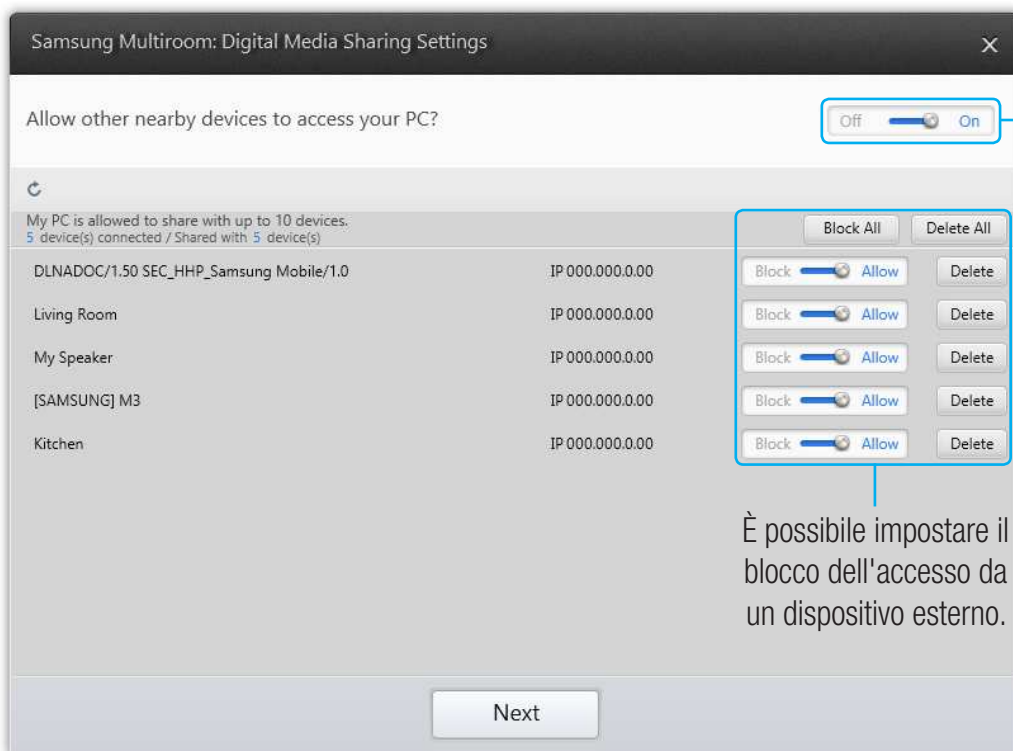 Samsung Multiroom: Digital Media Sharing Settings
Allow other nearby devices to access your PC?
Off On
My PC is allowed to share with up to 10 devices.
5 device(s) connected / Shared with 5 device(s)
Block All Delete All
DLNADOC/1.50 SEC_HHP_Samsung Mobile/1.0 IP 000.000.0.00 Block Allow Delete
Living Room IP 000.000.0.00 Block Allow Delete
My Speaker IP 000.000.0.00 Block Allow Delete
[SAMSUNG] M3 IP 000.000.0.00 Block Allow Delete
Kitchen IP 000.000.0.00 Block Allow Delete
È possibile impostare il
blocco dell'accesso da
un dispositivo esterno.
Next